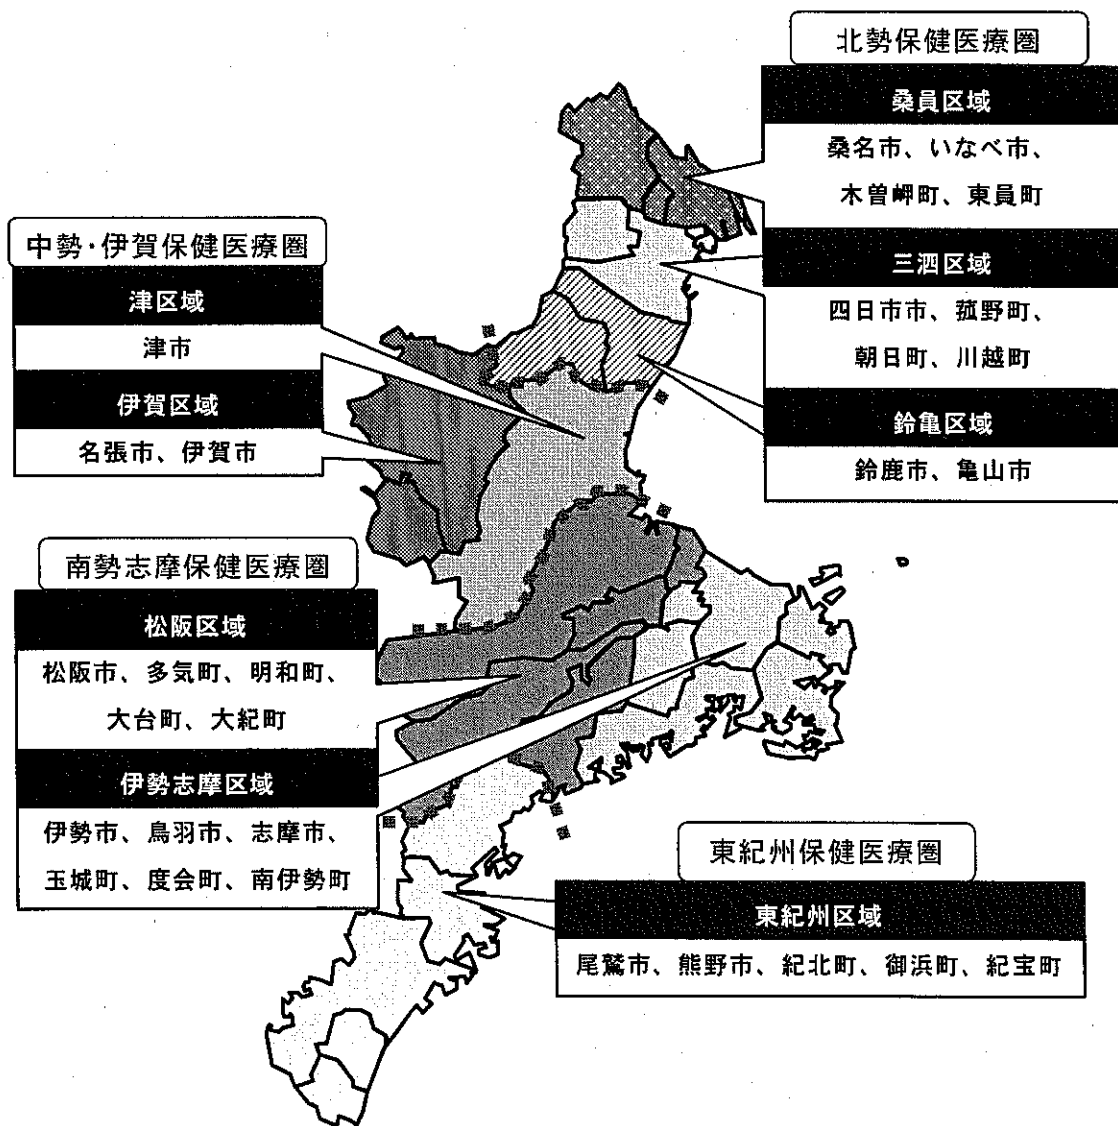 北勢保健医療圏
桑員区域
桑名市、いなべ市、
木曽岬町、東員町
三泗区域
四日市市、菰野町、
朝日町、川越町
鈴亀区域
鈴鹿市、亀山市
中勢・伊賀保健医療圏
津区域
津市
伊賀区域
名張市、伊賀市
南勢志摩保健医療圏
松阪区域
松阪市、多気町、明和町、
大台町、大紀町
伊勢志摩区域
伊勢市、鳥羽市、志摩市、
玉城町、度会町、南伊勢町
東紀州保健医療圏
東紀州区域
尾鷲市、熊野市、紀北町、御浜町、紀宝町